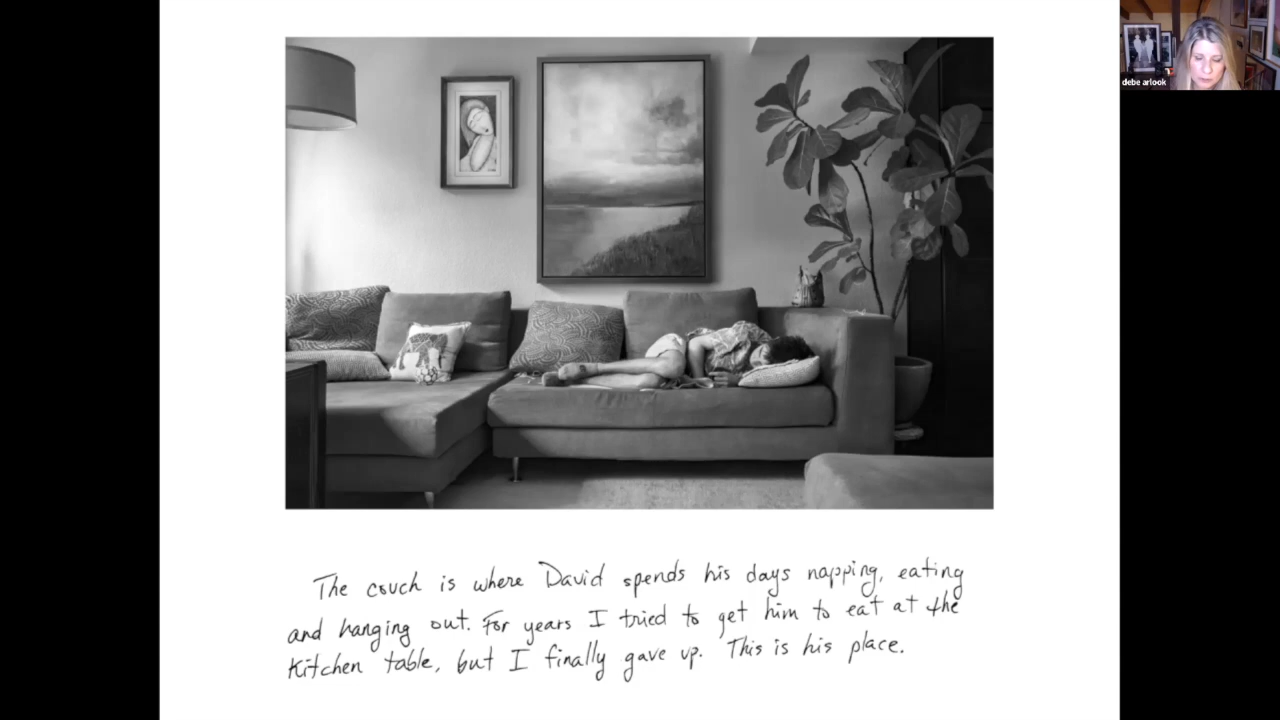 debe arlook
The couch is where David spends his days napping, eating
and hanging out. For years I tried to get him to eat at the
Kitchen table, but I finally gave up. This is his place.